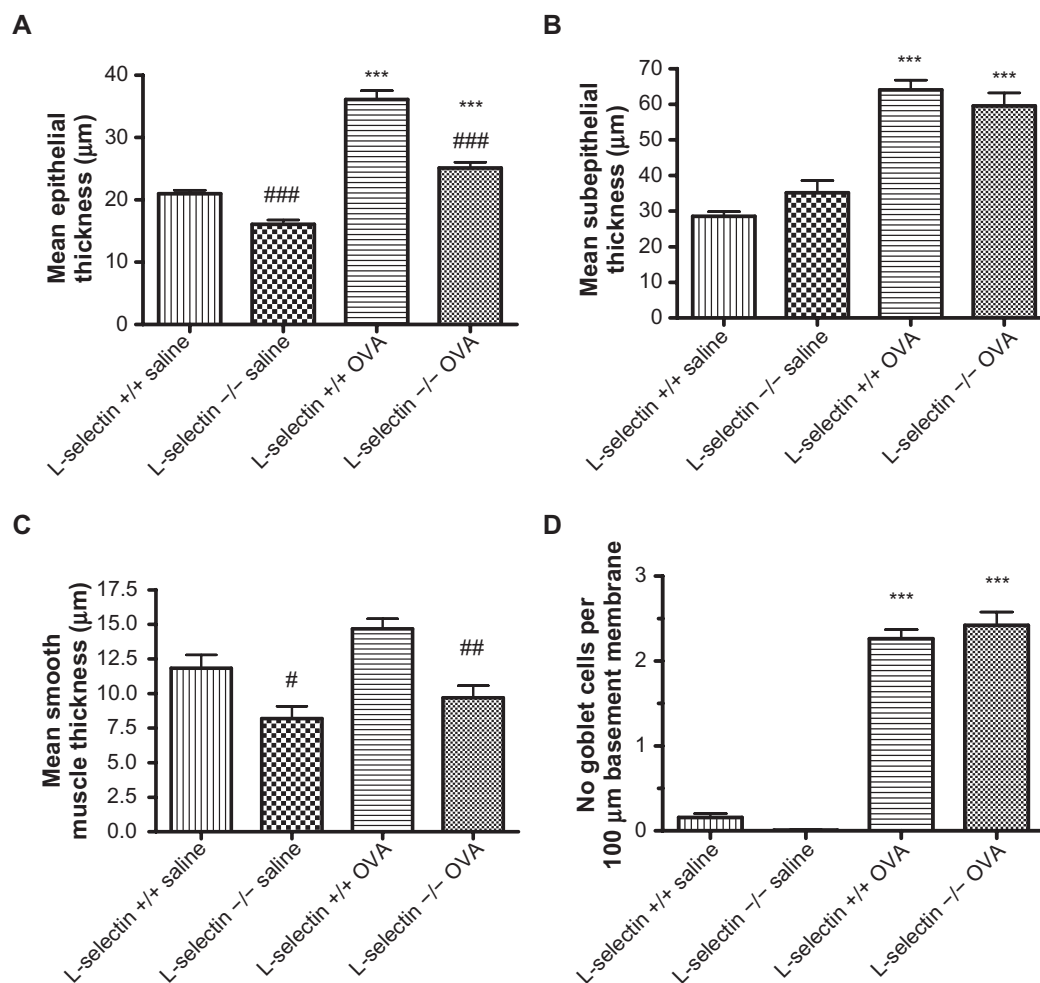 A
Mean epithelial
thickness (μm)
40
30
20
10
0
###
***
***
###
L-selectin +/+ saline
L-selectin −/− saline
L-selectin +/+ OVA
L-selectin −/− OVA
B
Mean subepithelial
thickness (μm)
70
60
50
40
30
20
10
0
***
***
L-selectin +/+ saline
L-selectin −/− saline
L-selectin +/+ OVA
L-selectin −/− OVA
C
Mean smooth
muscle thickness (μm)
17.5
15.0
12.5
10.0
7.5
5.0
2.5
0.0
#
##
L-selectin +/+ saline
L-selectin −/− saline
L-selectin +/+ OVA
L-selectin −/− OVA
D
No goblet cells per
100 μm basement membrane
3
2
1
0
***
***
L-selectin +/+ saline
L-selectin −/− saline
L-selectin +/+ OVA
L-selectin −/− OVA